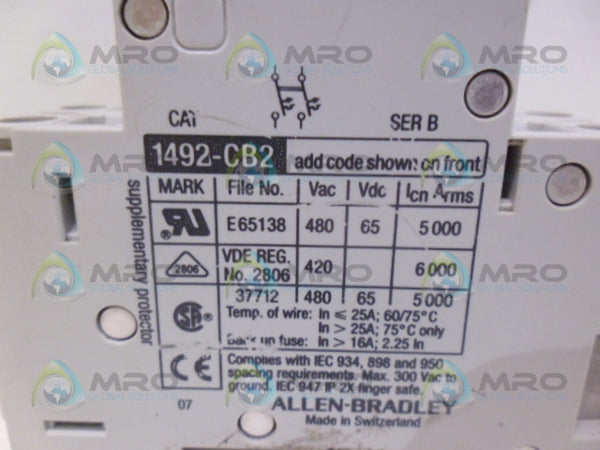 CAT SER B
1492-CB2 add code shown on front
MARK File No. Vac Vdc Icn Arms
E65138 480 65 5000
2806 VDE REG. No. 2806 420 6000
37712 480 65 5000
Temp. of wire: In ≤ 25A; 60/75°C
In > 25A; 75°C only
Back up fuse: In > 16A; 2.25 In
Complies with IEC 934, 898 and 950
spacing requirements. Max. 300 Vac to
ground. IEC 947 IP 2X finger safe.
07 ALLEN-BRADLEY
Made in Switzerland
supplementary protector
MRO
GLOBAL SOLUTIONS